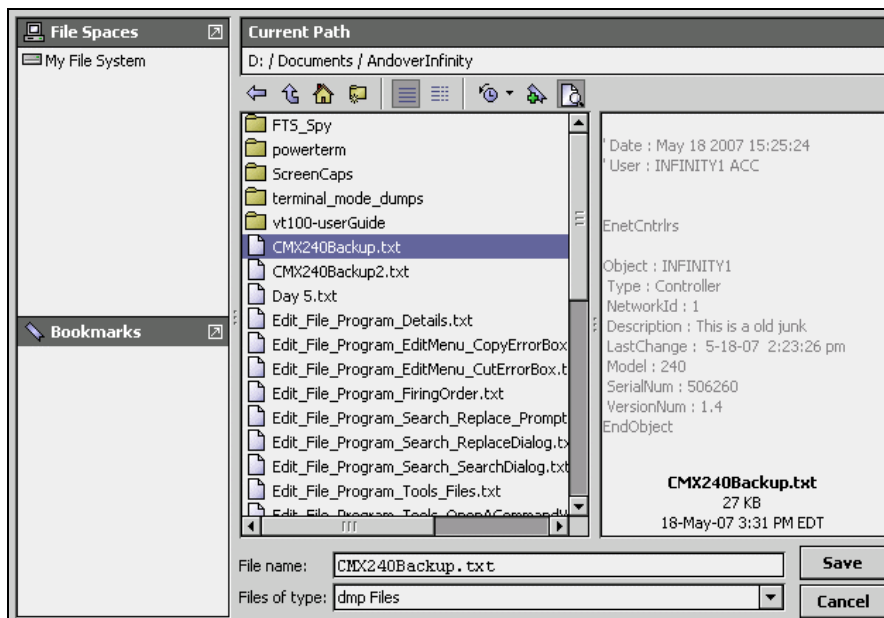 File Spaces
My File System
Bookmarks
Current Path
D: / Documents / AndoverInfinity
FTS_Spy
powerterm
ScreenCaps
terminal_mode_dumps
vt100-userGuide
CMX240Backup.txt
CMX240Backup2.txt
Day 5.txt
Edit_File_Program_Details.txt
Edit_File_Program_EditMenu_CopyErrorBox
Edit_File_Program_EditMenu_CutErrorBox.t
Edit_File_Program_FiringOrder.txt
Edit_File_Program_Search_Replace_Prompt
Edit_File_Program_Search_ReplaceDialog.tx
Edit_File_Program_Search_SearchDialog.txt
Edit_File_Program_Tools_Files.txt
Edit_File_Program_Tools_OpenACommandW
' Date : May 18 2007 15:25:24
' User : INFINITY1 ACC
EnetCntrlrs
Object : INFINITY1
Type : Controller
NetworkId : 1
Description : This is a old junk
LastChange : 5-18-07 2:23:26 pm
Model : 240
SerialNum : 506260
VersionNum : 1.4
EndObject
CMX240Backup.txt
27 KB
18-May-07 3:31 PM EDT
File name: CMX240Backup.txt
Files of type: dmp Files
Save
Cancel